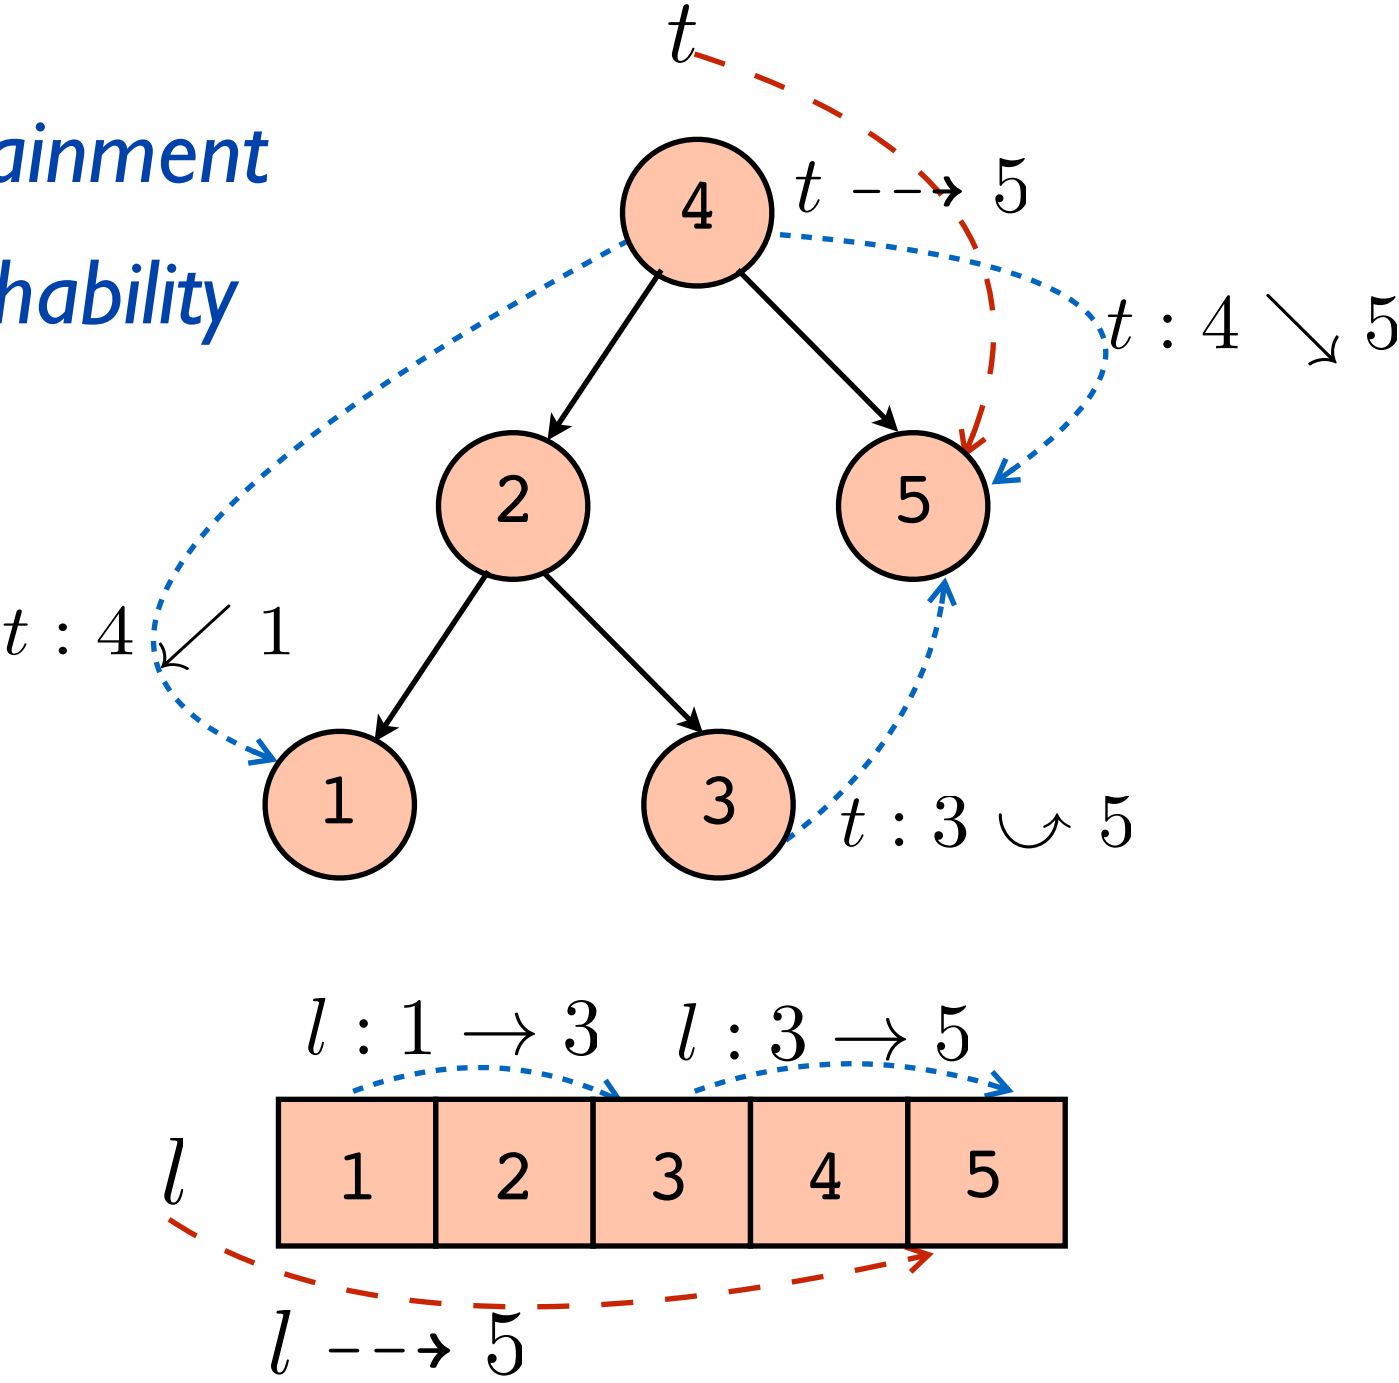 t
ainment
t ⇢ 5
4
hability
t : 4 ↘ 5
2
5
t : 4 ↙ 1
1
3
t : 3 ⤻ 5
l : 1 → 3
l : 3 → 5
l
1 2 3 4 5
l ⇢ 5